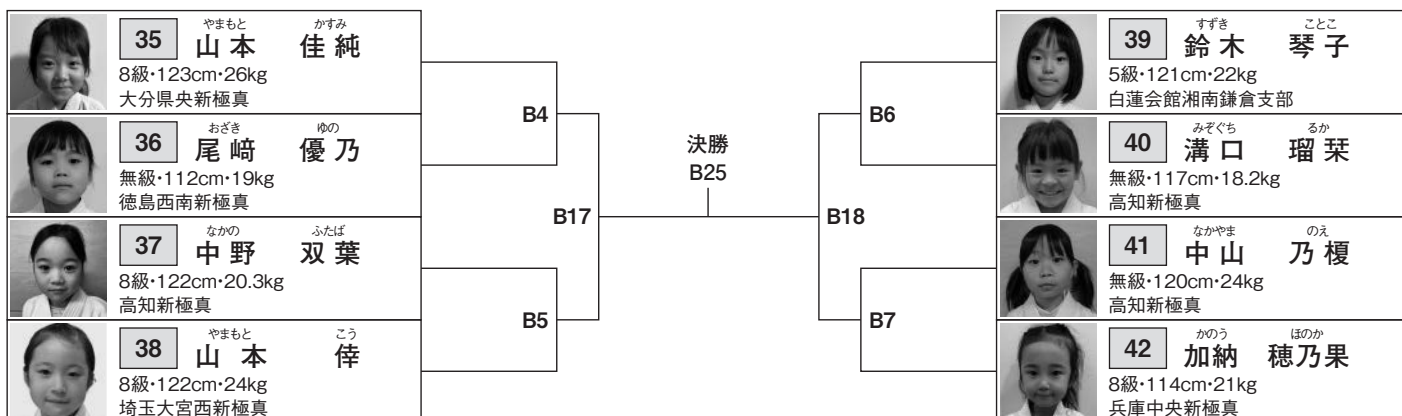 やまもと かすみ
35 山本 佳純
8級・123cm・26kg
大分県央新極真
おざき ゆの
36 尾﨑 優乃
無級・112cm・19kg
徳島西南新極真
なかの ふたば
37 中野 双葉
8級・122cm・20.3kg
高知新極真
やまもと こう
38 山本 倖
8級・122cm・24kg
埼玉大宮西新極真
B4
B5
B17
決勝
B25
B18
B6
B7
すずき ことこ
39 鈴木 琴子
5級・121cm・22kg
白蓮会館湘南鎌倉支部
みぞぐち るか
40 溝口 瑠栞
無級・117cm・18.2kg
高知新極真
なかやま のえ
41 中山 乃榎
無級・120cm・24kg
高知新極真
かのう ほのか
42 加納 穂乃果
8級・114cm・21kg
兵庫中央新極真